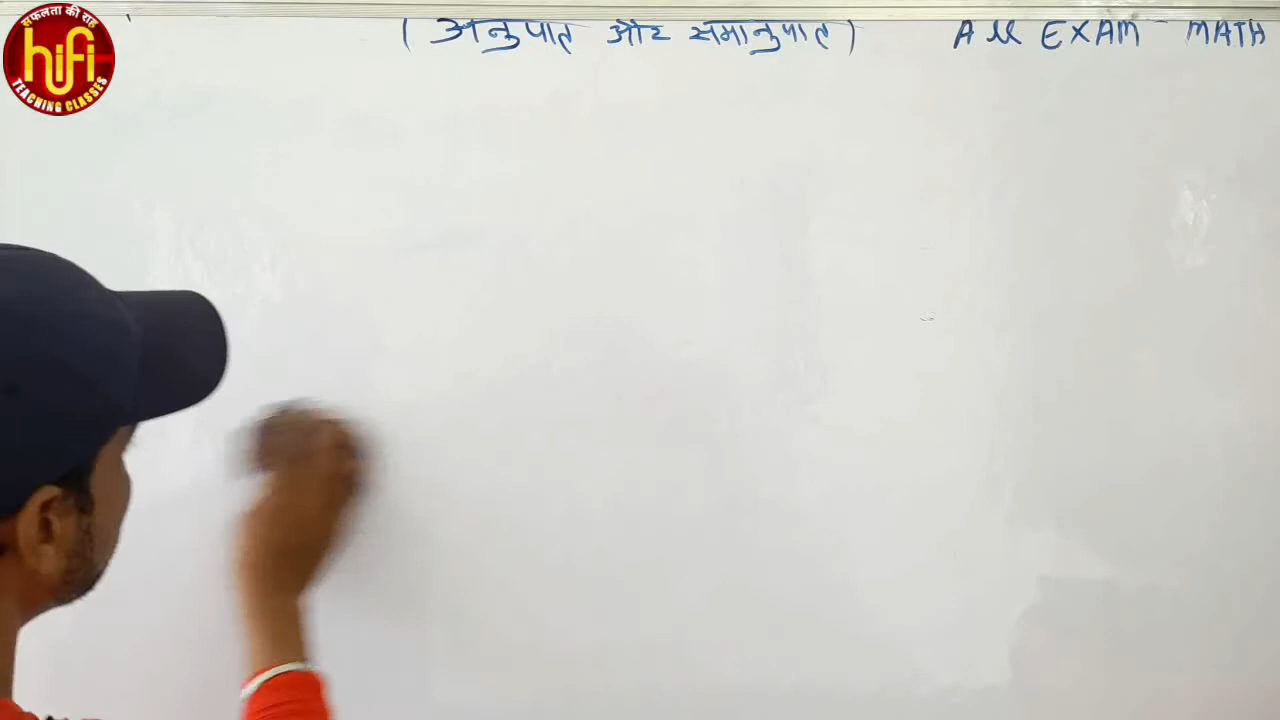 सफलता की राह
hifi
TEACHING CLASSES
( अनुपात और समानुपात ) All EXAM MATH